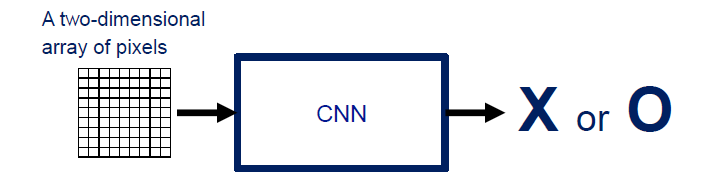 A two-dimensional
array of pixels
CNN
X or O